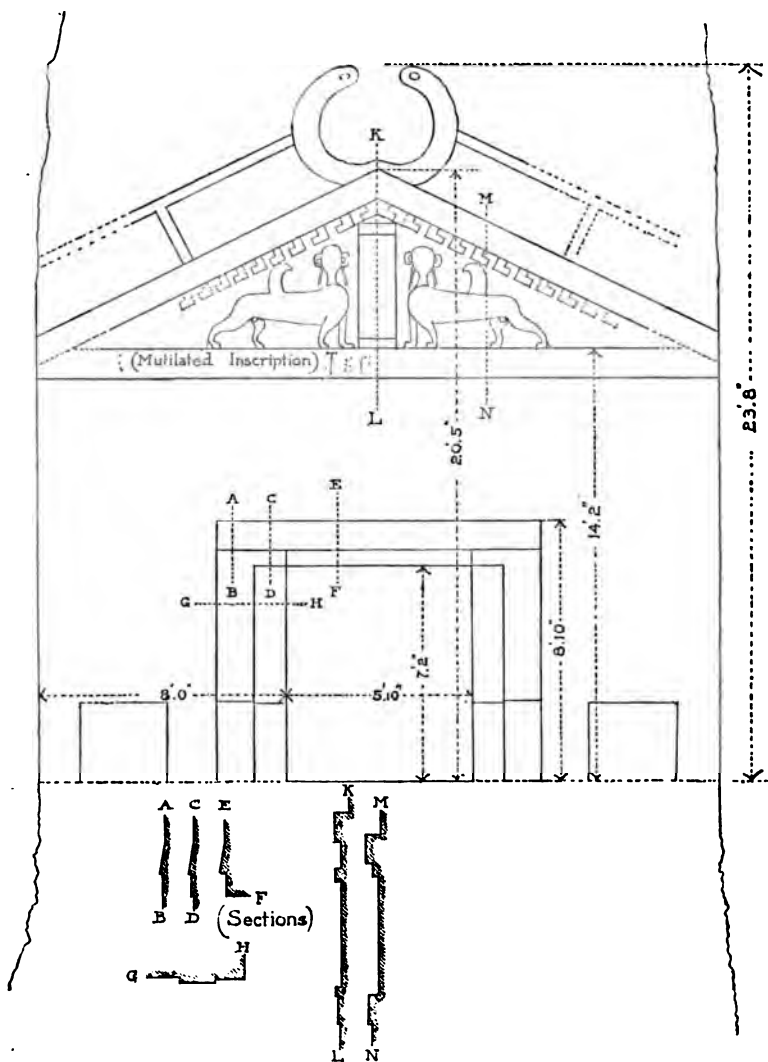 K
M
(Mutilated Inscription)
L
N
20'.5"
23'.8"
14'.2"
E
A C
B D F
G H
8'.10"
7'.2"
8'.0" 5'.10"
A C E
K M
B D F
(Sections)
H
G
L N